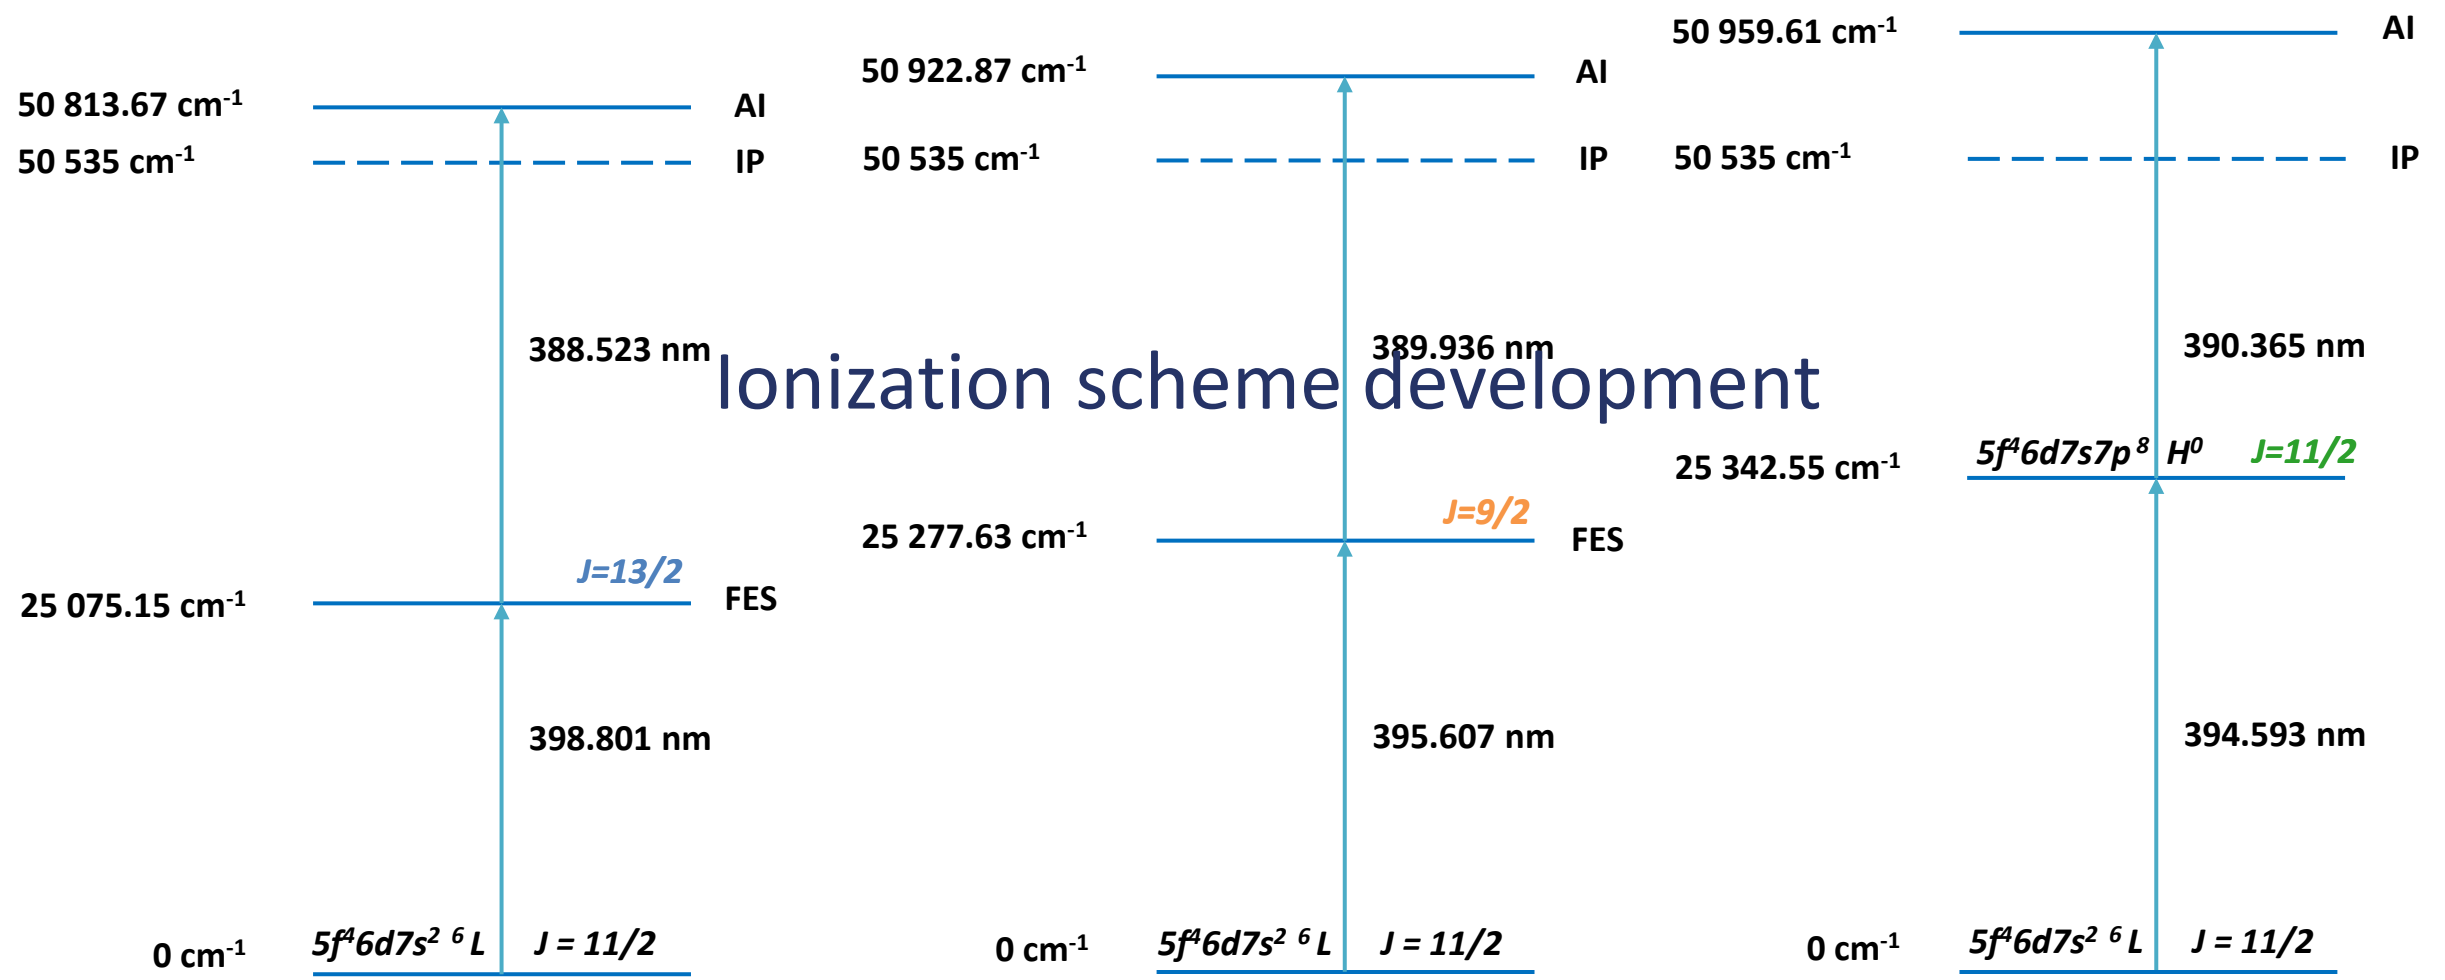 50 813.67 cm⁻¹ AI
50 535 cm⁻¹ IP
388.523 nm
J=13/2
25 075.15 cm⁻¹ FES
398.801 nm
0 cm⁻¹ 5f⁴6d7s² ⁶L J = 11/2
50 922.87 cm⁻¹ AI
50 535 cm⁻¹ IP
389.936 nm
Ionization scheme development
J=9/2
25 277.63 cm⁻¹ FES
395.607 nm
0 cm⁻¹ 5f⁴6d7s² ⁶L J = 11/2
50 959.61 cm⁻¹ AI
50 535 cm⁻¹ IP
390.365 nm
5f⁴6d7s7p ⁸ H⁰ J=11/2
25 342.55 cm⁻¹
394.593 nm
0 cm⁻¹ 5f⁴6d7s² ⁶L J = 11/2